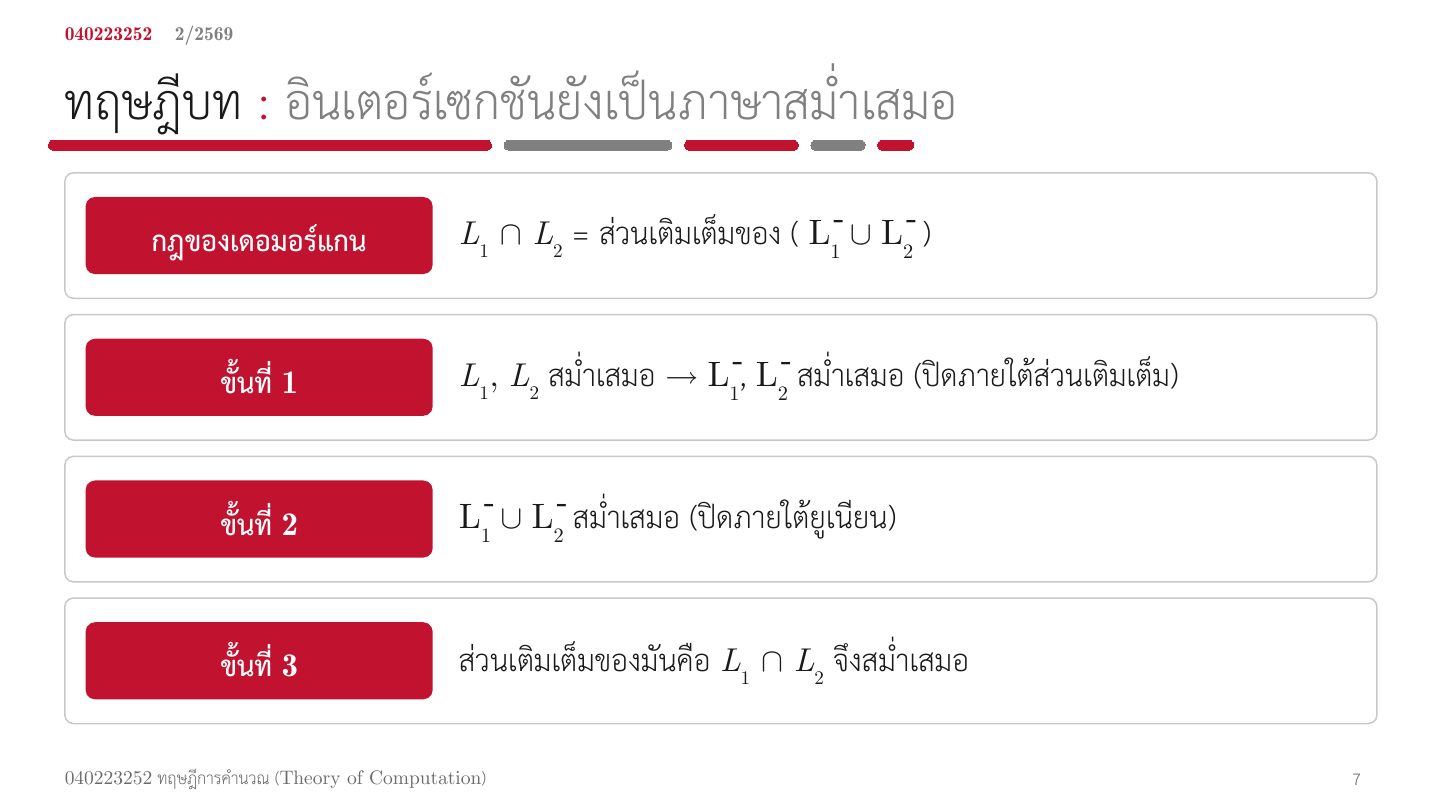 040223252 2/2569
ทฤษฎีบท : อินเตอร์เซกชันยังเป็นภาษาสม่ำเสมอ
กฎของเดอมอร์แกน
L₁ ∩ L₂ = ส่วนเติมเต็มของ ( L̄₁ ∪ L̄₂ )
ขั้นที่ 1
L₁, L₂ สม่ำเสมอ → L̄₁, L̄₂ สม่ำเสมอ (ปิดภายใต้ส่วนเติมเต็ม)
ขั้นที่ 2
L̄₁ ∪ L̄₂ สม่ำเสมอ (ปิดภายใต้ยูเนียน)
ขั้นที่ 3
ส่วนเติมเต็มของมันคือ L₁ ∩ L₂ จึงสม่ำเสมอ
040223252 ทฤษฎีการคำนวณ (Theory of Computation)
7